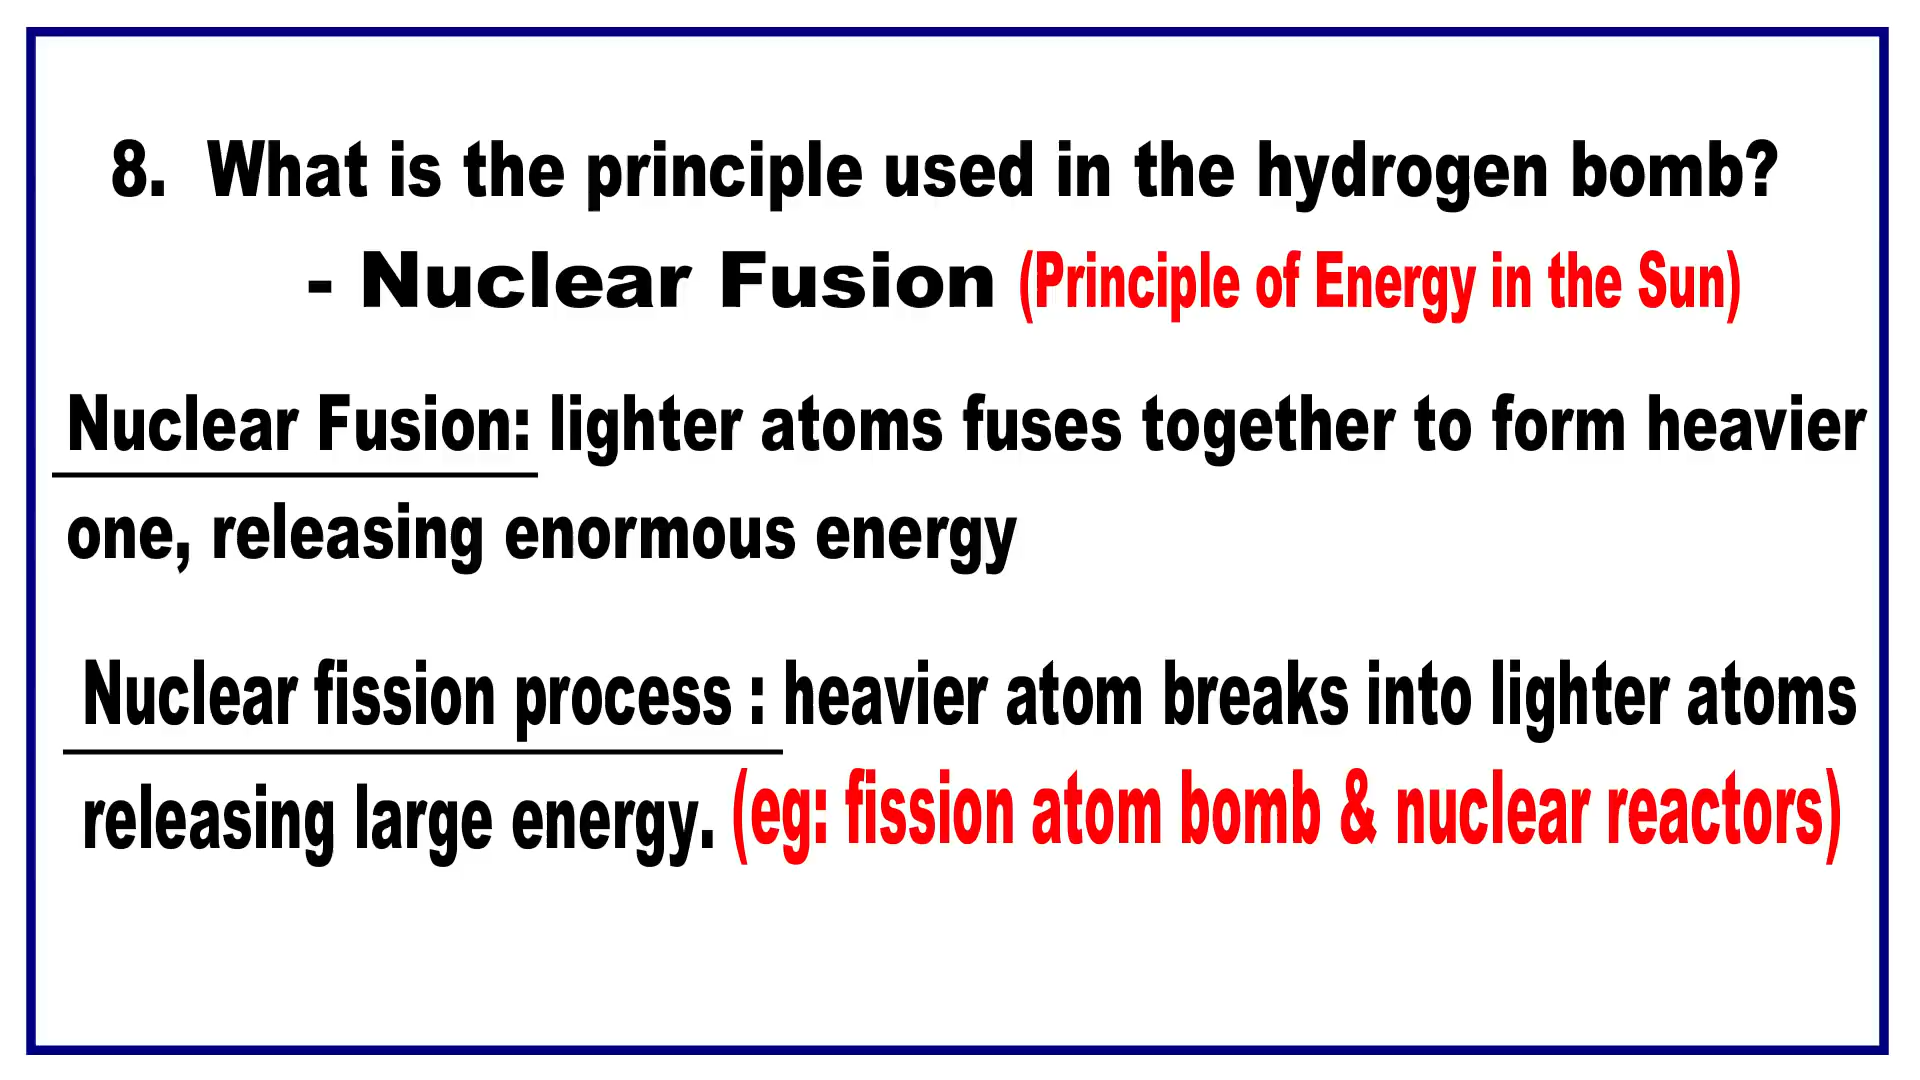 8. What is the principle used in the hydrogen bomb?
- Nuclear Fusion (Principle of Energy in the Sun)
Nuclear Fusion: lighter atoms fuses together to form heavier
one, releasing enormous energy
Nuclear fission process : heavier atom breaks into lighter atoms
releasing large energy. (eg: fission atom bomb & nuclear reactors)